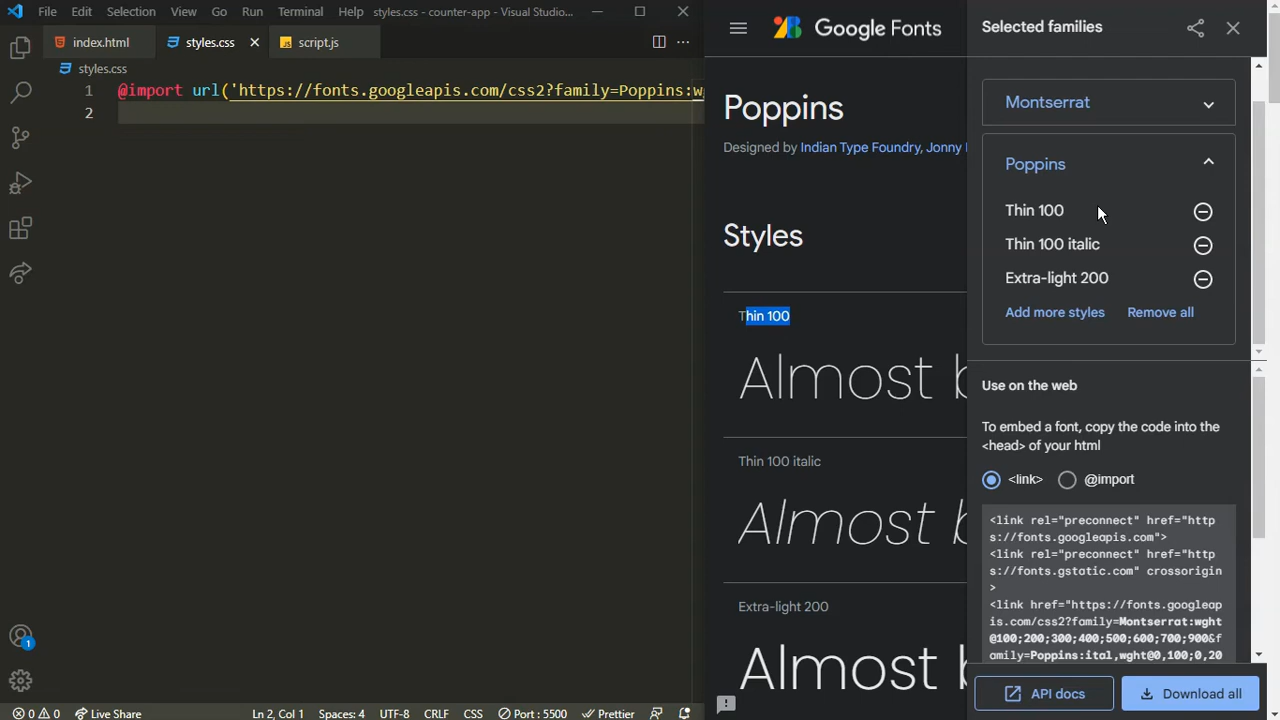 File Edit Selection View Go Run Terminal Help styles.css - counter-app - Visual Studio...
styles.css
script.js
styles.css
1 @import url('https://fonts.googleapis.com/css2?family=Poppins:w
2
1
0 0 Live Share Ln 2, Col 1 Spaces: 4 UTF-8 CRLF CSS Port : 5500 Prettier
Google Fonts
Poppins
Designed by Indian Type Foundry, Jonny
Styles
Thin 100
Almost b
Thin 100 italic
Almost b
Extra-light 200
Almost b
Selected families
Montserrat
Poppins
Thin 100
Thin 100 italic
Extra-light 200
Add more styles Remove all
Use on the web
To embed a font, copy the code into the
<head> of your html
<link> @import
<link rel="preconnect" href="http
s://fonts.googleapis.com">
<link rel="preconnect" href="http
s://fonts.gstatic.com" crossorigin
>
<link href="https://fonts.googleap
is.com/css2?family=Montserrat:wght
@100;200;300;400;500;600;700;900&f
amily=Poppins:ital,wght@0,100;0,20
API docs Download all